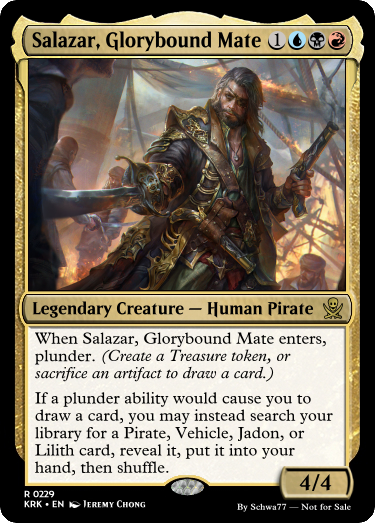 Salazar, Glorybound Mate 1
Legendary Creature — Human Pirate
When Salazar, Glorybound Mate enters,
plunder. (Create a Treasure token, or
sacrifice an artifact to draw a card.)
If a plunder ability would cause you to
draw a card, you may instead search your
library for a Pirate, Vehicle, Jadon, or
Lilith card, reveal it, put it into your
hand, then shuffle.
4/4
R 0229
KRK • EN Jeremy Chong
By Schwa77 — Not for Sale